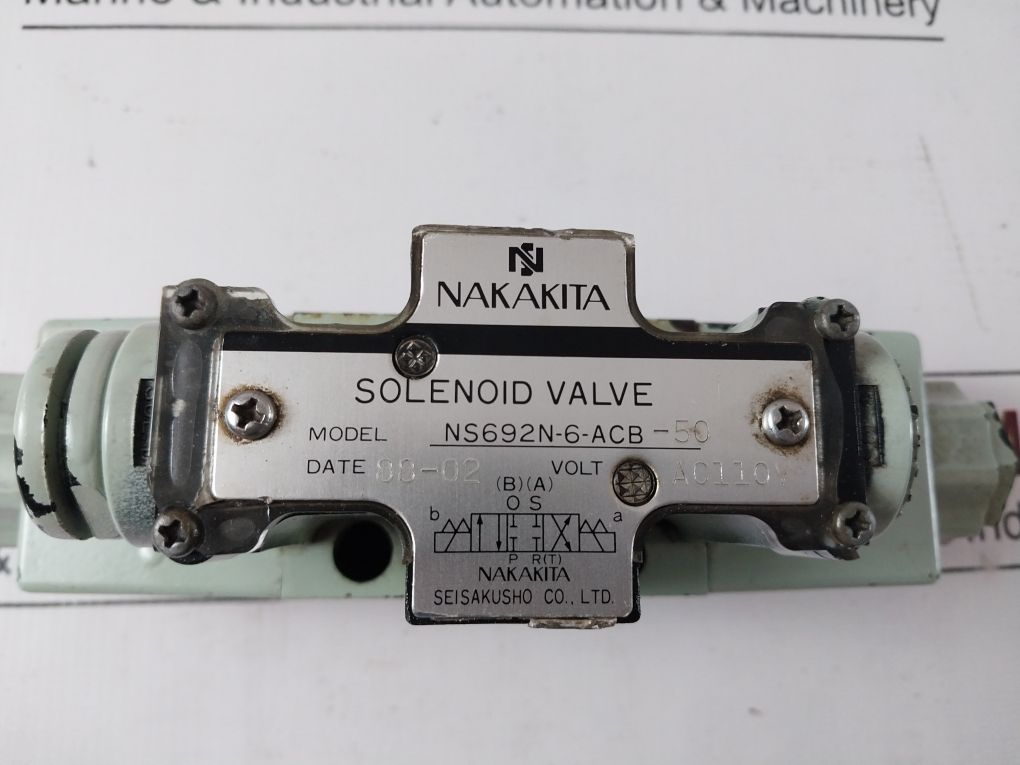 Marine & Industrial Automation & Machinery
NAKAKITA
SOLENOID VALVE
MODEL NS692N-6-ACB-50
DATE 88-02 VOLT AC110V
(B)(A)
O S
b a
P R(T)
NAKAKITA
SEISAKUSHO CO., LTD.